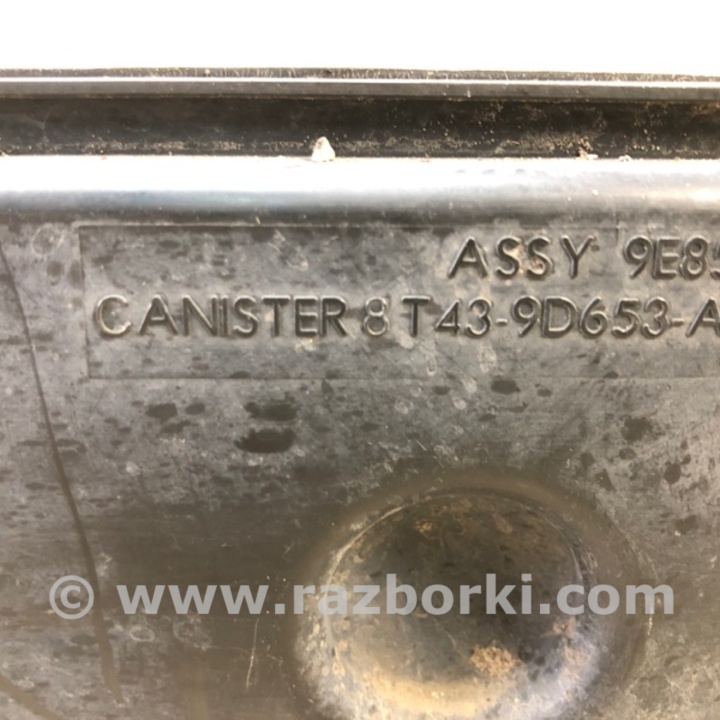 ASSY 9E85
CANISTER 8T43-9D653-A
© www.razborki.com